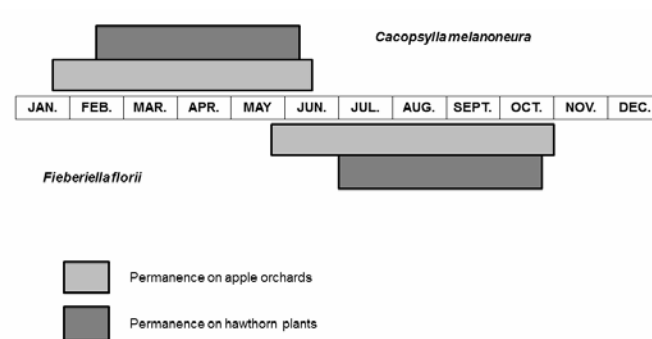 Cacopsylla melanoneura
JAN. FEB. MAR. APR. MAY JUN. JUL. AUG. SEPT. OCT. NOV. DEC.
Fieberiella florii
Permanence on apple orchards
Permanence on hawthorn plants